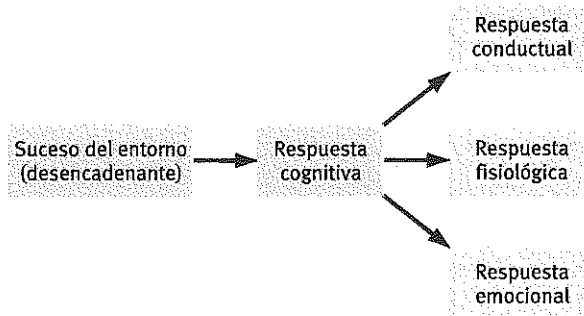 Respuesta
conductual
Suceso del entorno
(desencadenante)
Respuesta
cognitiva
Respuesta
fisiológica
Respuesta
emocional